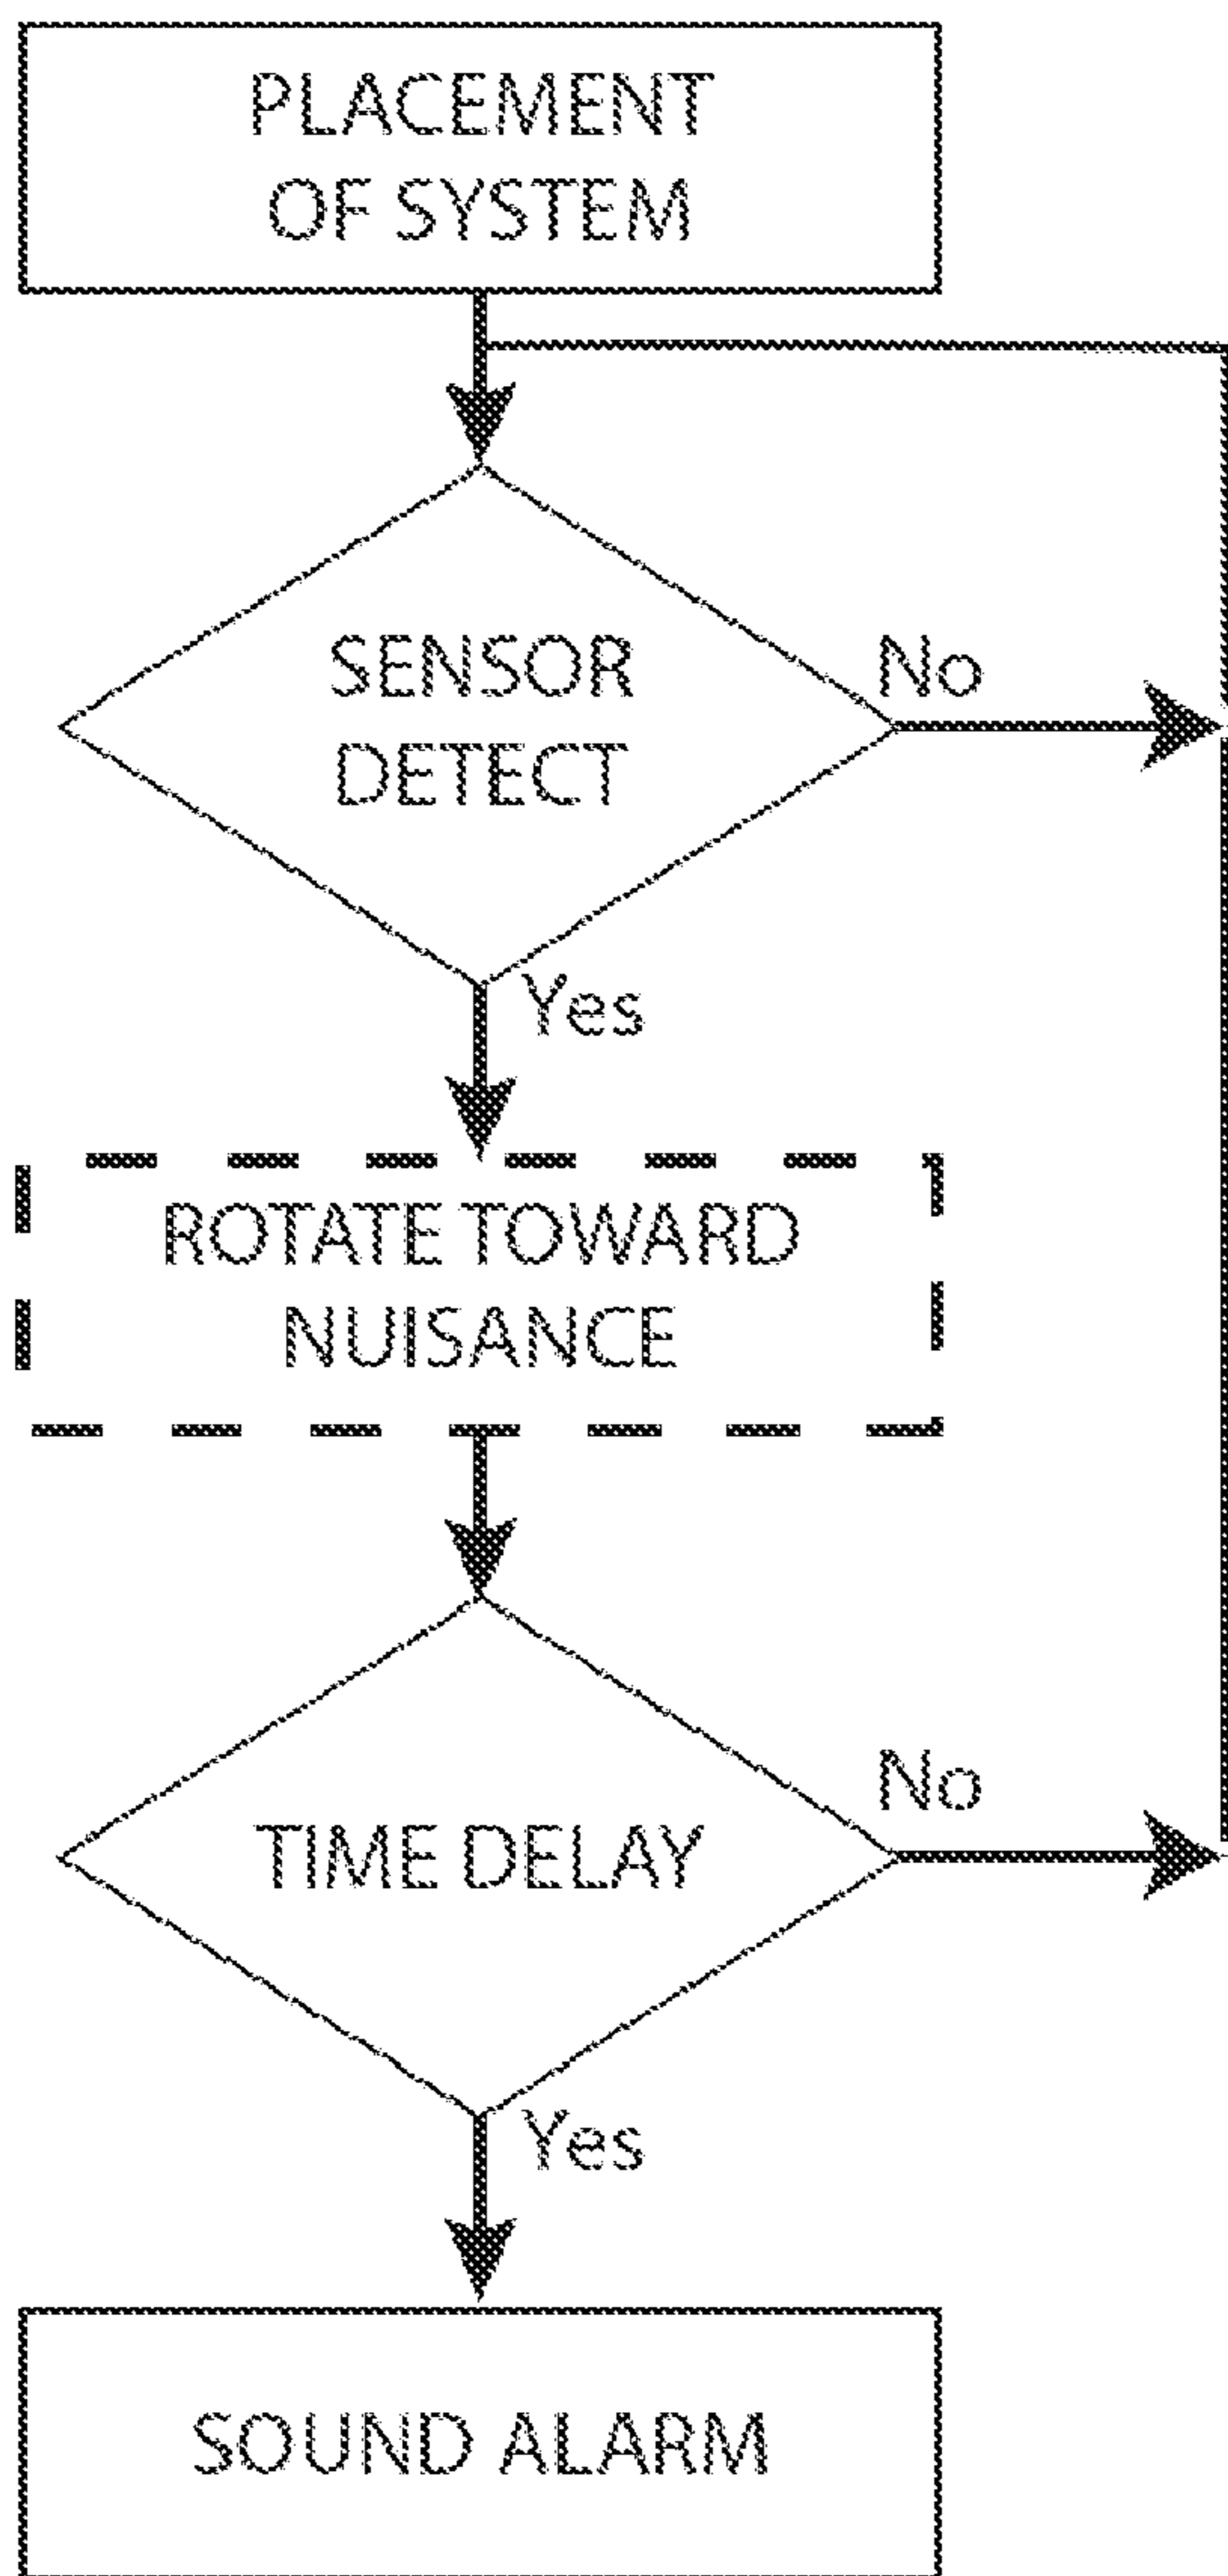 PLACEMENT
OF SYSTEM
SENSOR
DETECT
No
Yes
ROTATE TOWARD
NUISANCE
TIME DELAY
No
Yes
SOUND ALARM